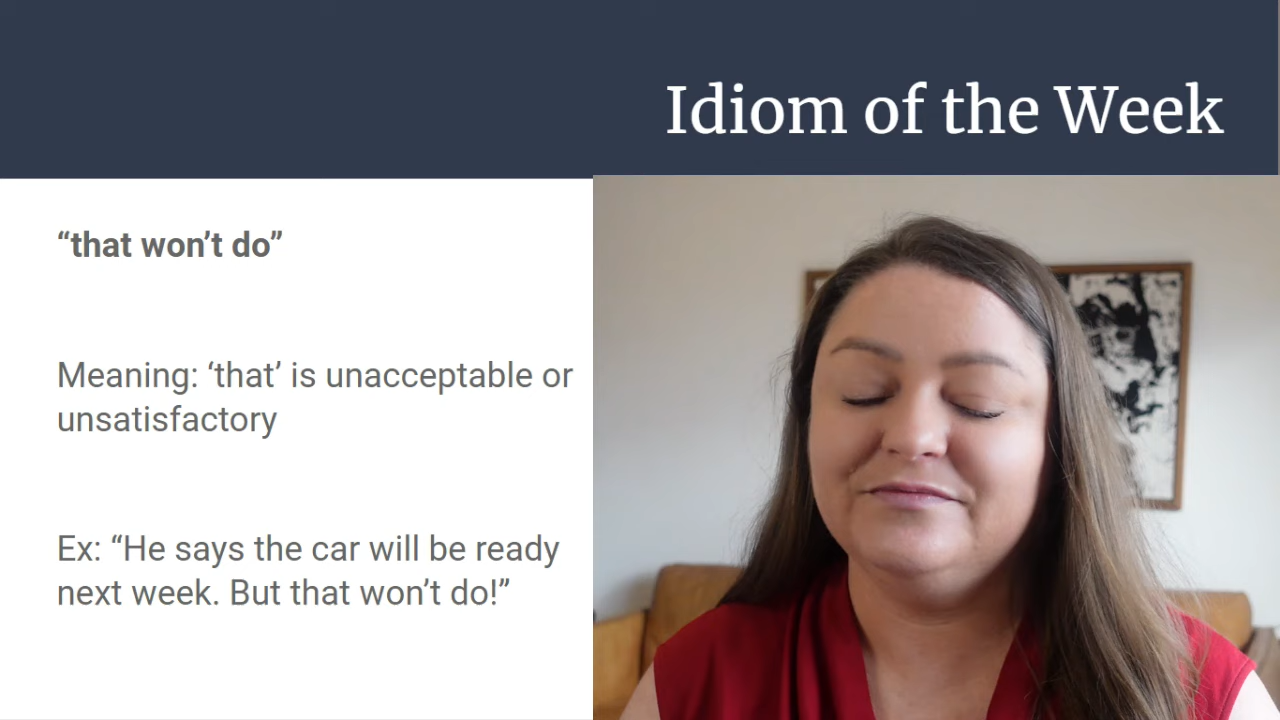 Idiom of the Week
“that won’t do”
Meaning: ‘that’ is unacceptable or
unsatisfactory
Ex: “He says the car will be ready
next week. But that won’t do!”